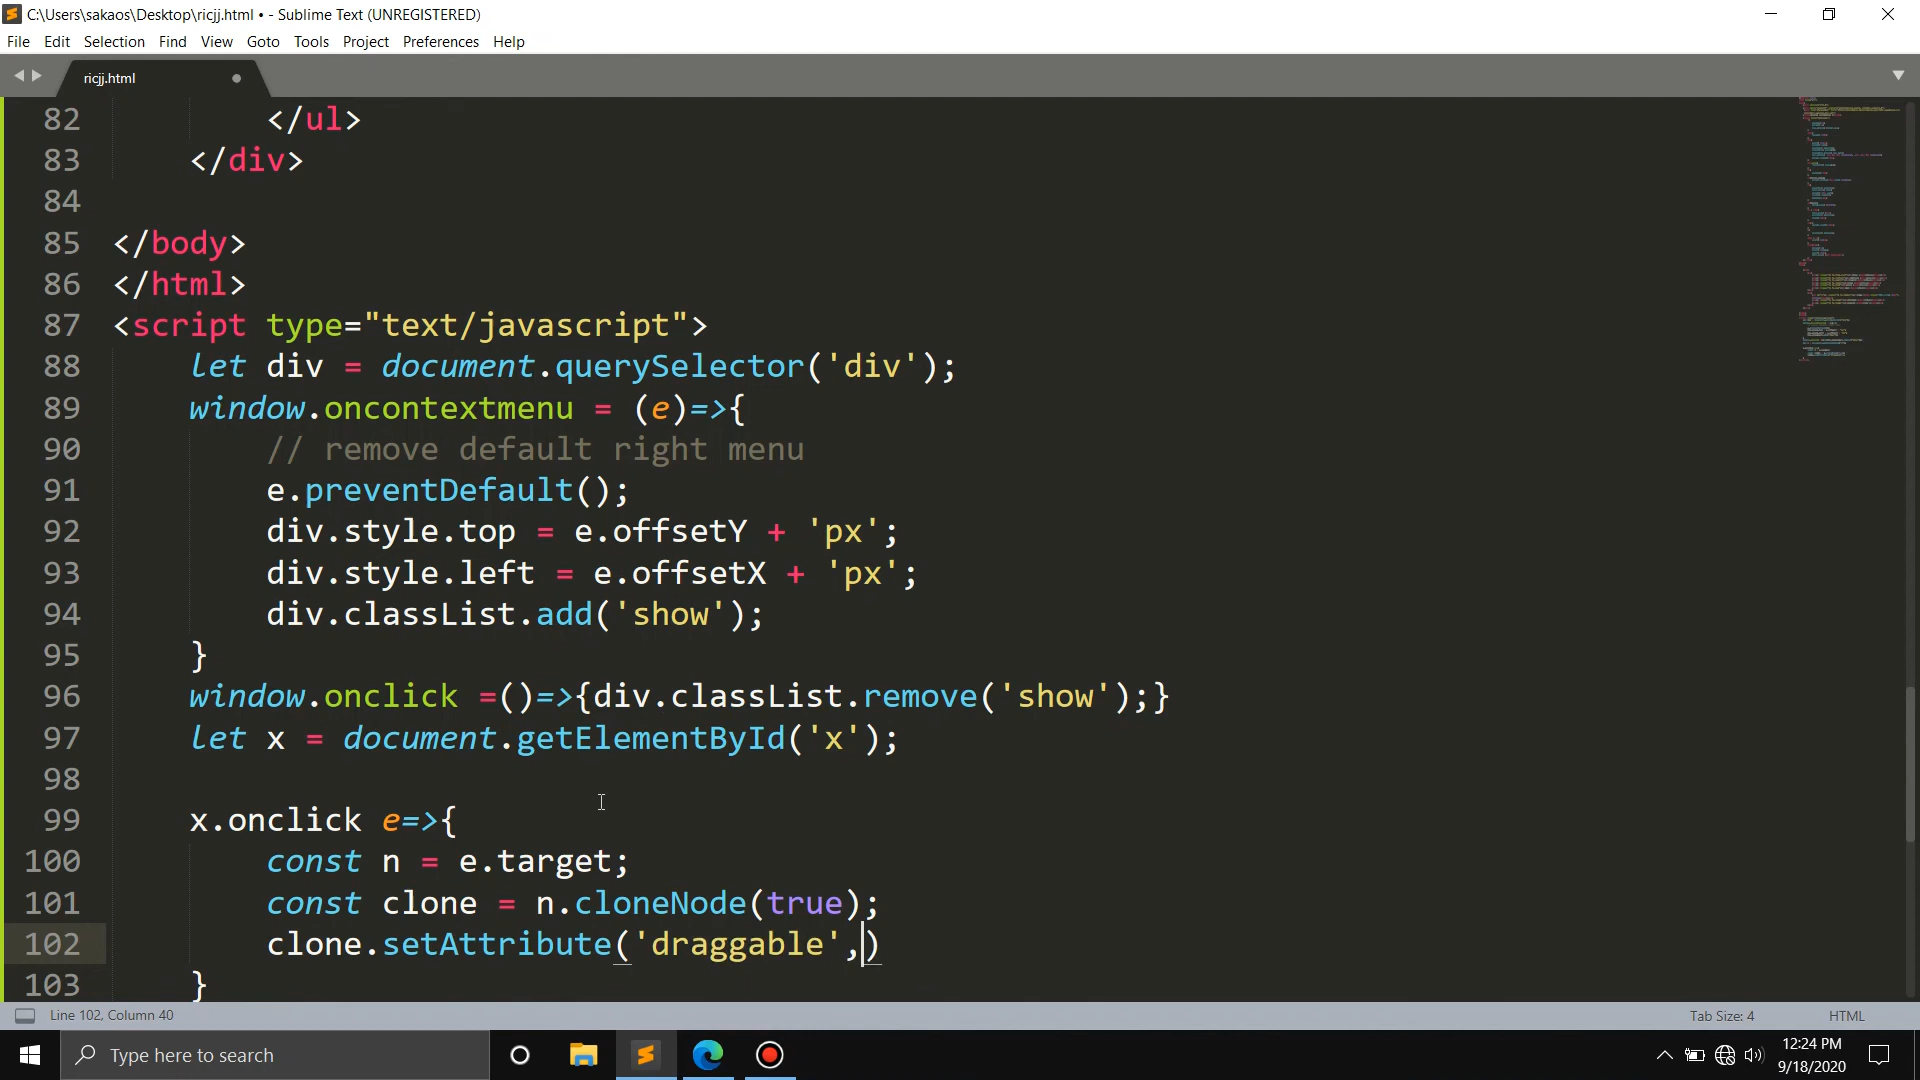 C:\Users\sakaos\Desktop\ricjj.html • - Sublime Text (UNREGISTERED)
File Edit Selection Find View Goto Tools Project Preferences Help
ricjj.html
82 </ul>
83 </div>
84
85 </body>
86 </html>
87 <script type="text/javascript">
88 let div = document.querySelector('div');
89 window.oncontextmenu = (e)=>{
90 // remove default right menu
91 e.preventDefault();
92 div.style.top = e.offsetY + 'px';
93 div.style.left = e.offsetX + 'px';
94 div.classList.add('show');
95 }
96 window.onclick =()=>{div.classList.remove('show');}
97 let x = document.getElementById('x');
98
99 x.onclick e=>{
100 const n = e.target;
101 const clone = n.cloneNode(true);
102 clone.setAttribute('draggable',)
103 }
Line 102, Column 40 Tab Size: 4 HTML
Type here to search
12:24 PM
9/18/2020